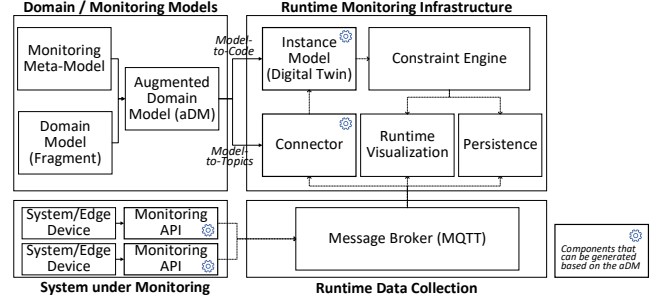 Domain / Monitoring Models
Runtime Monitoring Infrastructure
Monitoring
Meta-Model
Domain
Model
(Fragment)
Augmented
Domain
Model (aDM)
Model-
to-Code
Model-
to-Topics
Instance
Model
(Digital Twin)
Constraint Engine
Connector
Runtime
Visualization
Persistence
System/Edge
Device
Monitoring
API
System/Edge
Device
Monitoring
API
Message Broker (MQTT)
Components that
can be generated
based on the aDM
System under Monitoring
Runtime Data Collection